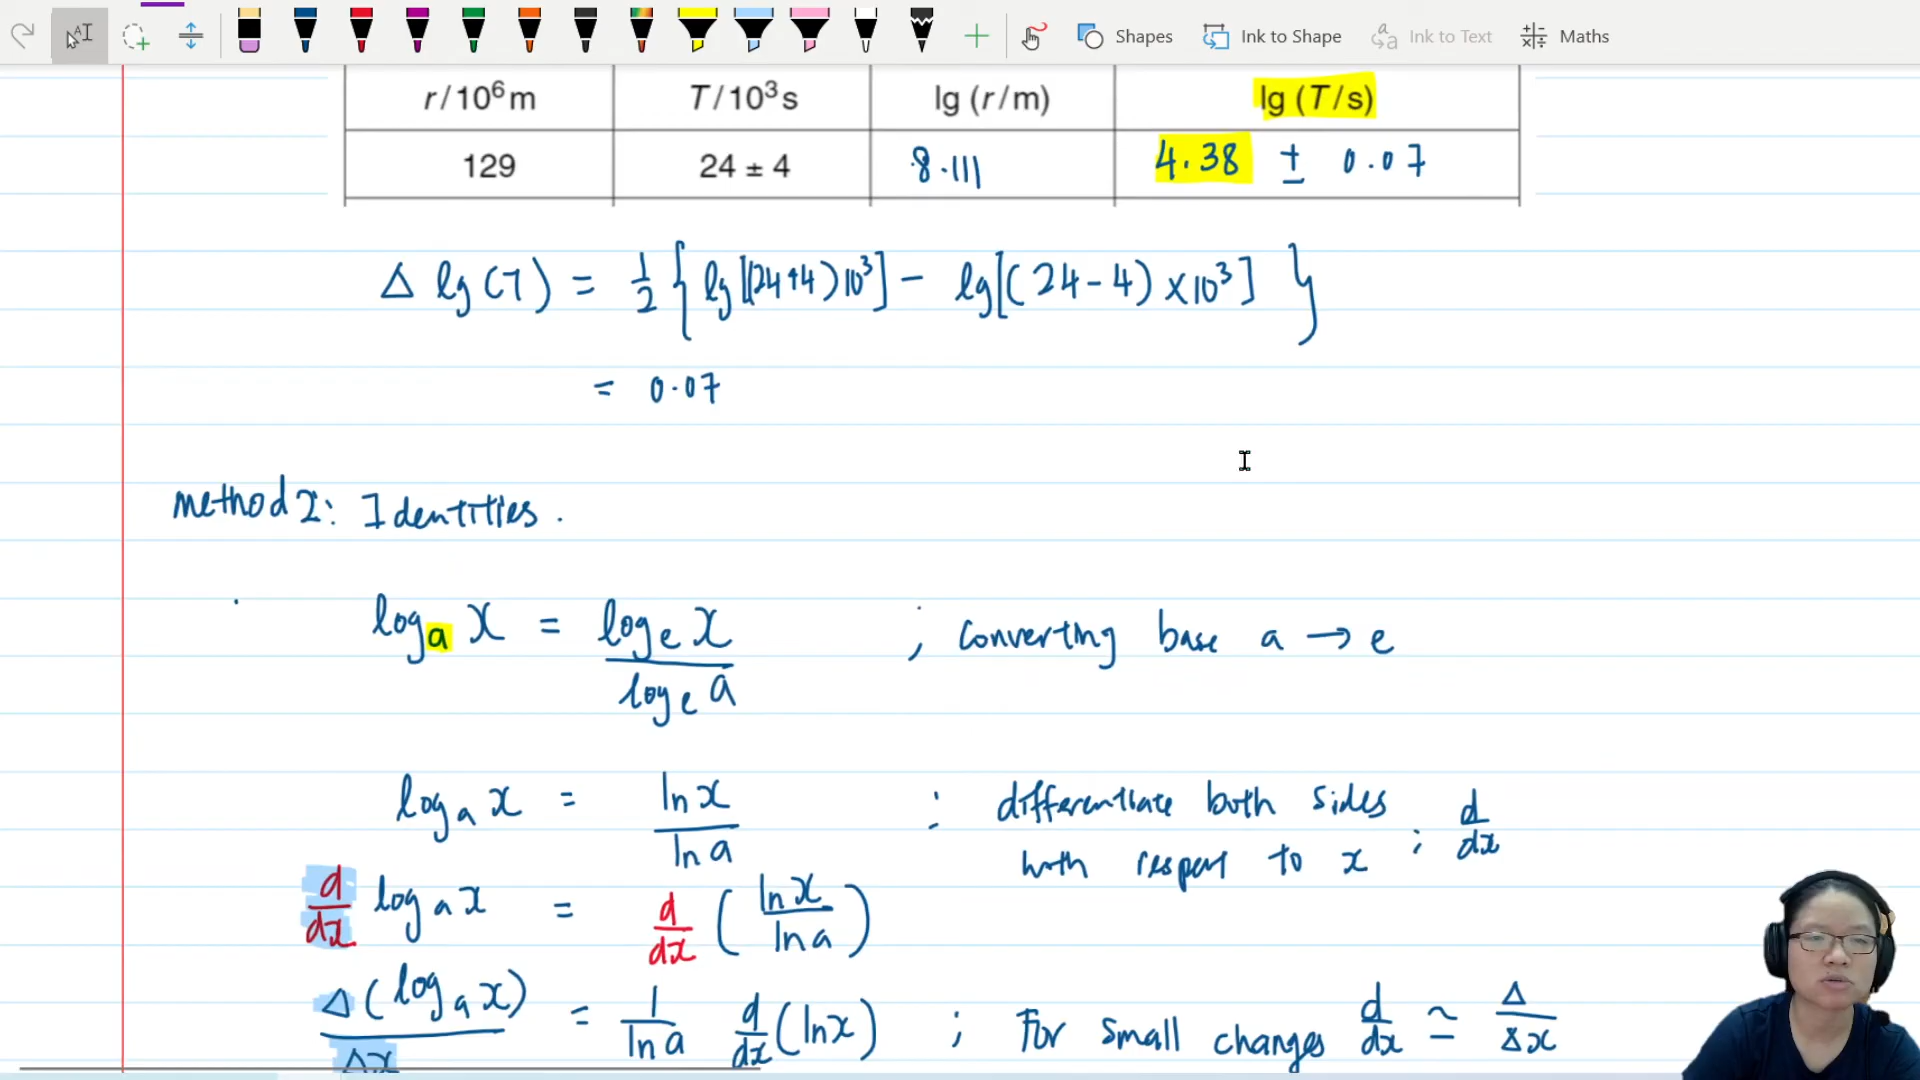 Shapes Ink to Shape Ink to Text Maths
r/10⁶m T/10³s lg (r/m) lg (T/s)
129 24 ± 4 8.111 4.38 ± 0.07
Δ lg(T) = 1/2 { lg[(24+4)10³] - lg[(24-4)×10³] }
= 0.07
method 2: Identities.
logₐ x = logₑ x / logₑ a ; converting base a → e
logₐ x = ln x / ln a : differentiate both sides
with respect to x ; d/dx
d/dx logₐ x = d/dx ( ln x / ln a )
Δ(logₐ x) / Δx = 1/ln a d/dx (ln x) ; For small changes d/dx ≃ Δ/δx